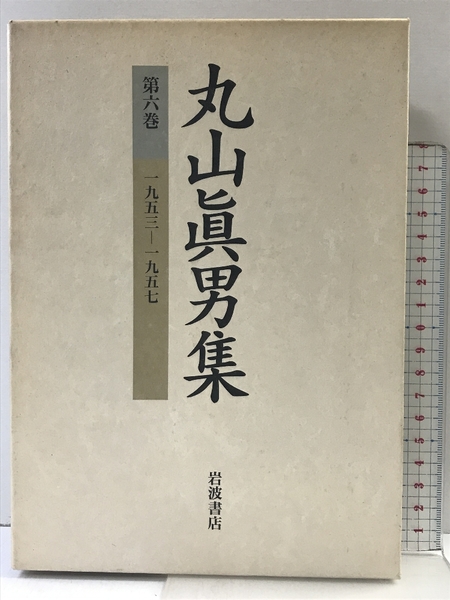 丸山眞男集
第六巻
一九五三―一九五七
岩波書店